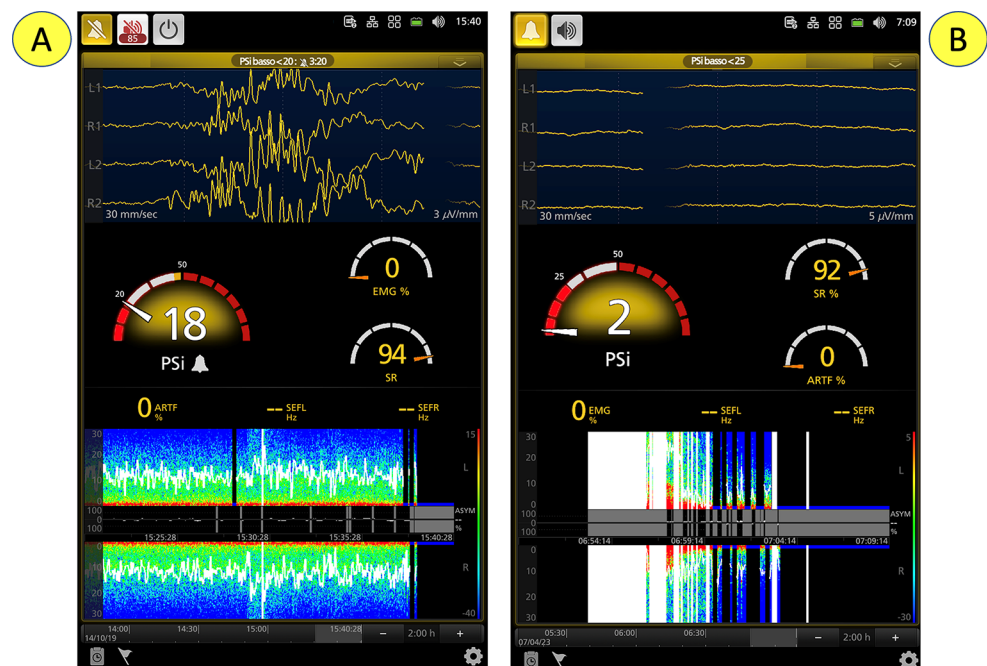 A
85
15:40
PSi basso<20: 3:20
L1
R1
L2
R2
30 mm/sec
3 µV/mm
50
20
18
PSi
0
EMG %
94
SR
0 ARTF %
-- SEFL Hz
-- SEFR Hz
30
20
10
0
15
L
100
0
100
ASYM
--
%
15:25:28
15:30:28
15:35:28
15:40:28
0
10
20
30
R
-40
14:00
14:30
15:00
15:40:28
14/10/19
–
2:00 h
+
B
7:09
PSi basso<25
L1
R1
L2
R2
30 mm/sec
5 µV/mm
50
25
2
PSi
92
SR %
0
ARTF %
0 EMG %
-- SEFL Hz
-- SEFR Hz
30
20
10
0
5
L
100
0
100
ASYM
--
%
06:54:14
06:59:14
07:04:14
07:09:14
0
10
20
30
R
-30
05:30
06:00
06:30
07/04/23
–
2:00 h
+